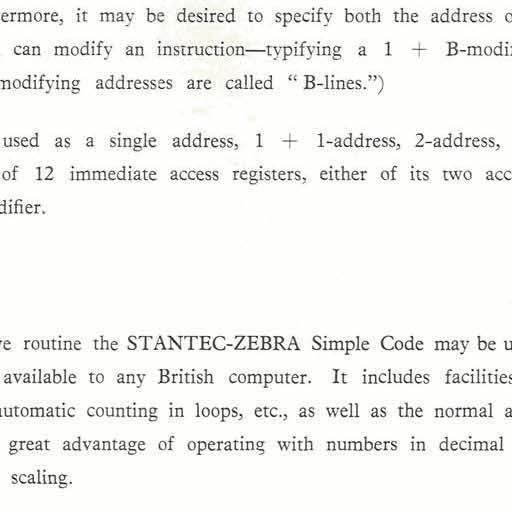 ermore, it may be desired to specify both the address o
can modify an instruction—typifying a 1 + B-modi
modifying addresses are called “ B-lines.”)
used as a single address, 1 + 1-address, 2-address,
of 12 immediate access registers, either of its two acc
difier.
e routine the STANTEC-ZEBRA Simple Code may be u
available to any British computer. It includes facilities
automatic counting in loops, etc., as well as the normal a
great advantage of operating with numbers in decimal
scaling.